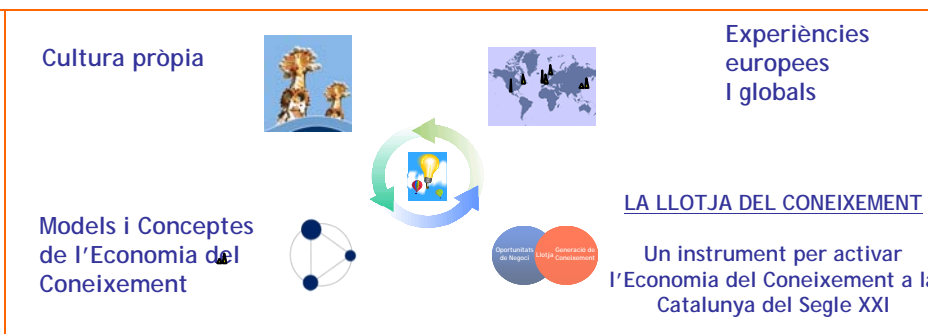 Cultura pròpia
Experiències
europees
I globals
Models i Conceptes
de l’Economia del
Coneixement
Oportunitats
de Negoci
Llotja
Generació de
Coneixement
LA LLOTJA DEL CONEIXEMENT
Un instrument per activar
l’Economia del Coneixement a la
Catalunya del Segle XXI